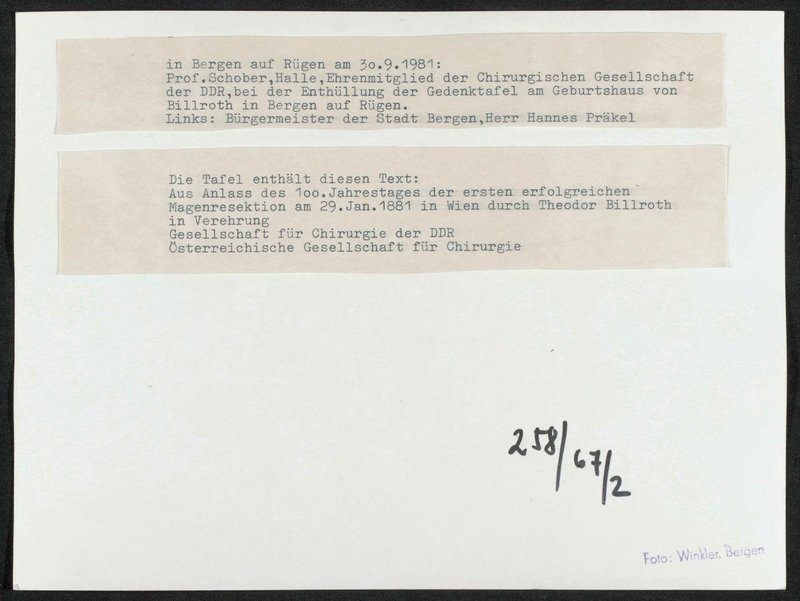 in Bergen auf Rügen am 3o.9.1981:
Prof.Schober,Halle,Ehrenmitglied der Chirurgischen Gesellschaft
der DDR,bei der Enthüllung der Gedenktafel am Geburtshaus von
Billroth in Bergen auf Rügen.
Links: Bürgermeister der Stadt Bergen,Herr Hannes Präkel
Die Tafel enthält diesen Text:
Aus Anlass des 1oo.Jahrestages der ersten erfolgreichen
Magenresektion am 29.Jan.1881 in Wien durch Theodor Billroth
in Verehrung
Gesellschaft für Chirurgie der DDR
Österreichische Gesellschaft für Chirurgie
258/67/2
Foto: Winkler, Bergen